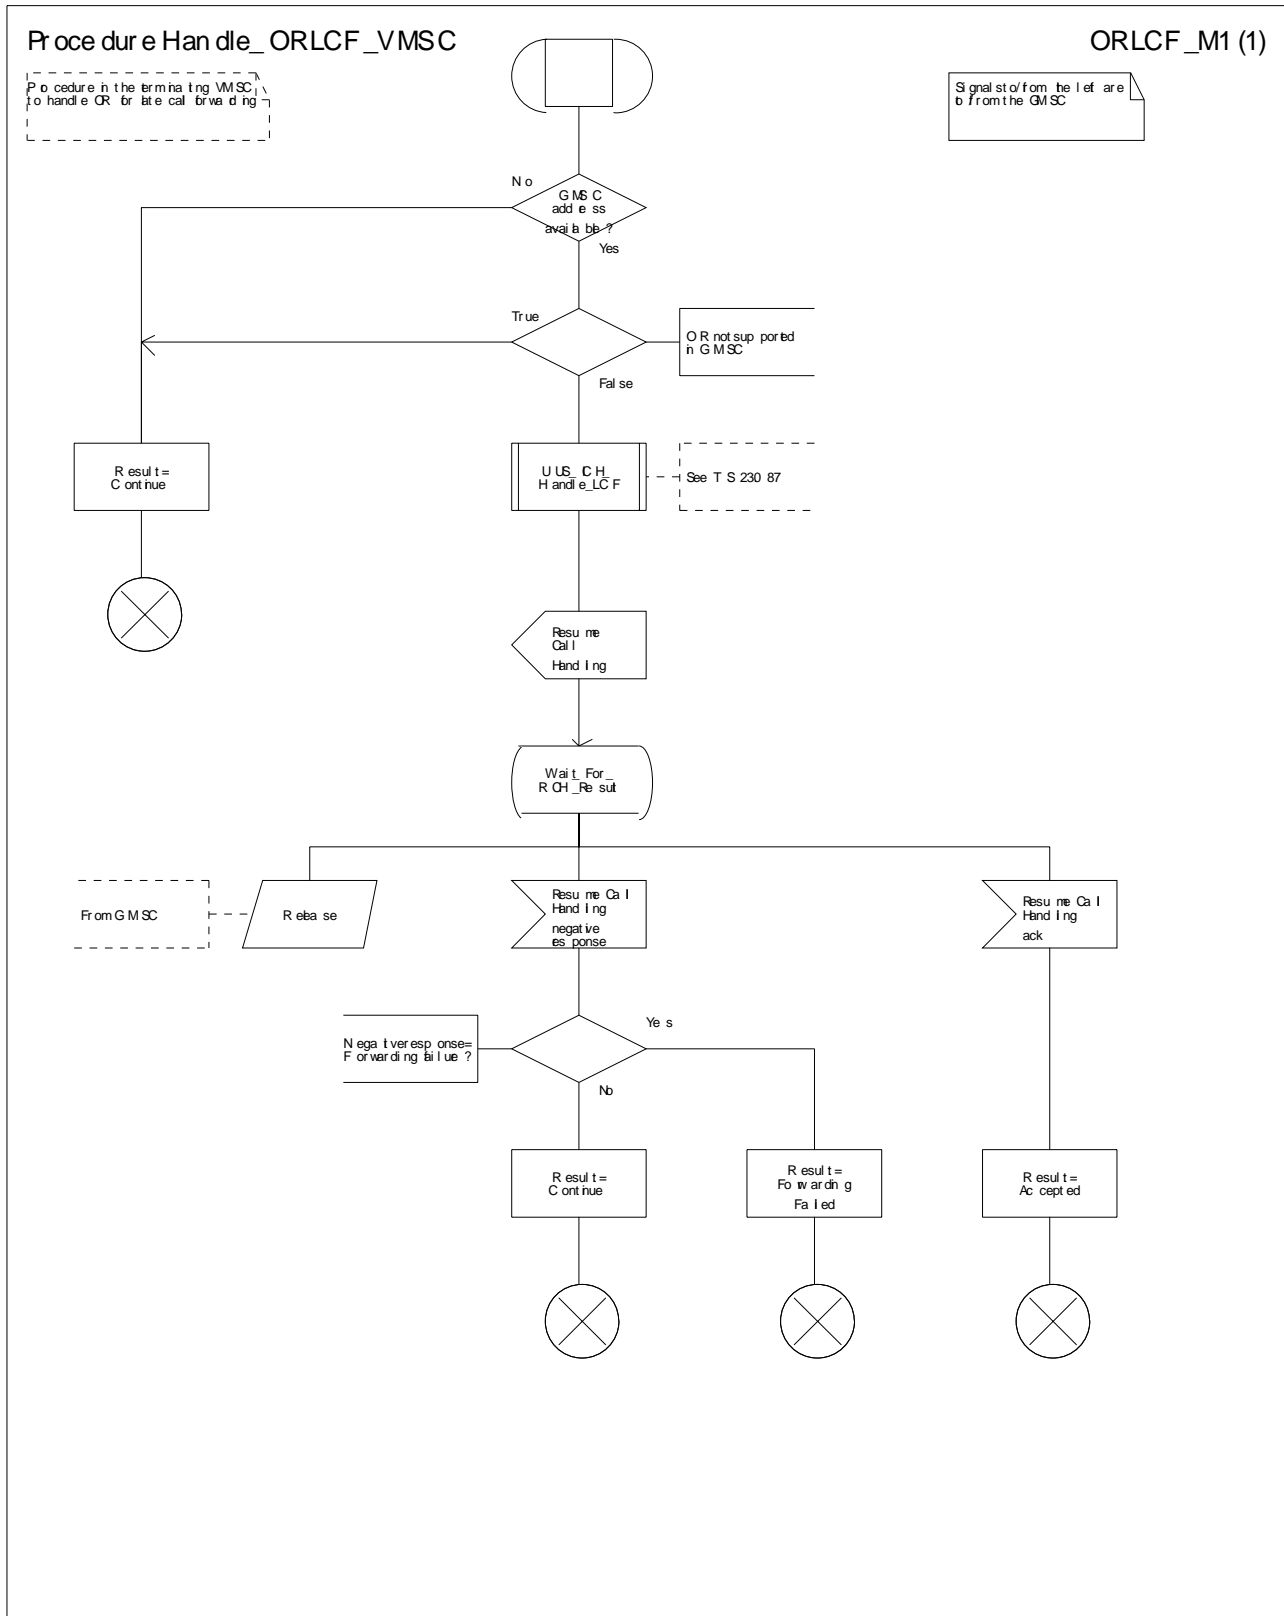 Procedure Handle_ORLCF_VMSC
ORLCF_M1 (1)
Procedure in the terminating VMSC
to handle OR for late call forwarding
Signals to/from the left are
to/from the GMSC
No
GMSC
address
available ?
Yes
True
OR not supported
in GMSC
False
Result=
Continue
UUS_ICH_
Handle_LCF
See TS 23087
Resume
Call
Handling
Wait_For_
RCH_Result
From GMSC
Release
Resume Call
Handling
negative
response
Resume Call
Handling
ack
Negative response=
Forwarding failure ?
Yes
No
Result=
Continue
Result=
Forwarding
Failed
Result=
Accepted